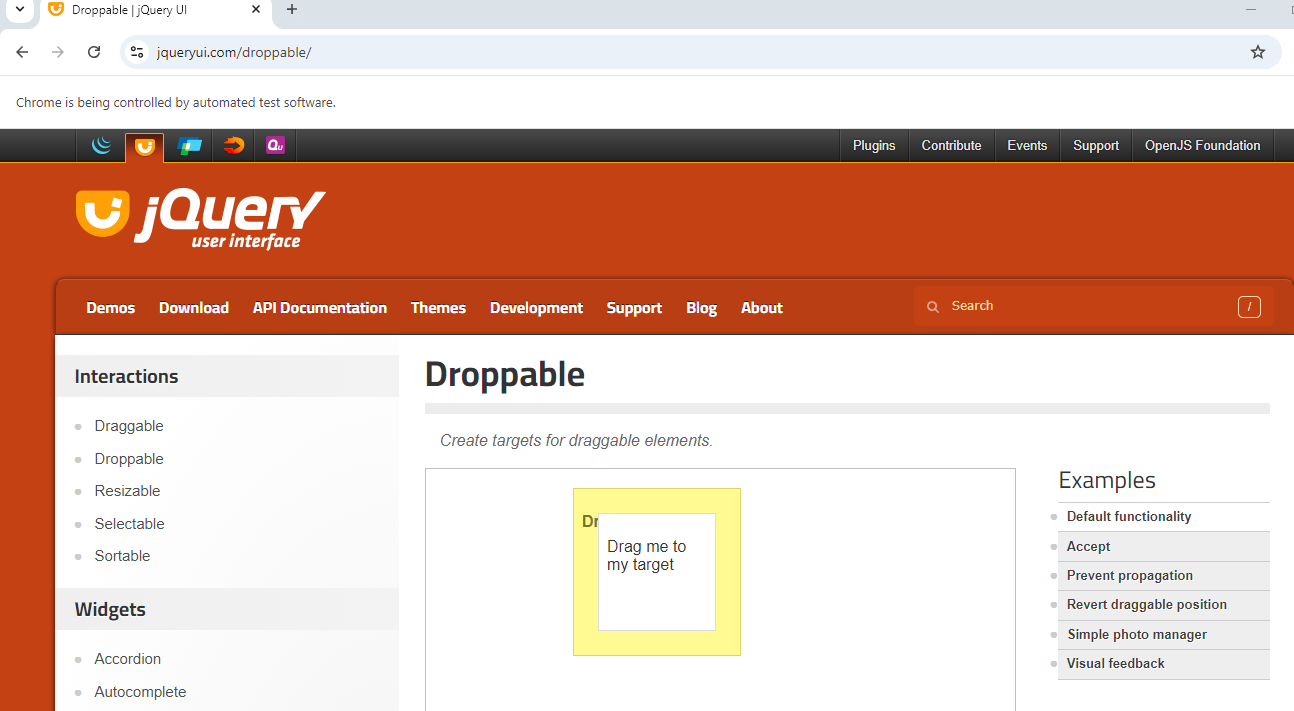 Droppable | jQuery UI
jqueryui.com/droppable/
Chrome is being controlled by automated test software.
Qu
Plugins
Contribute
Events
Support
OpenJS Foundation
jQuery
user interface
Demos
Download
API Documentation
Themes
Development
Support
Blog
About
Search
/
Interactions
Draggable
Droppable
Resizable
Selectable
Sortable
Widgets
Accordion
Autocomplete
Droppable
Create targets for draggable elements.
Dr
Drag me to
my target
Examples
Default functionality
Accept
Prevent propagation
Revert draggable position
Simple photo manager
Visual feedback